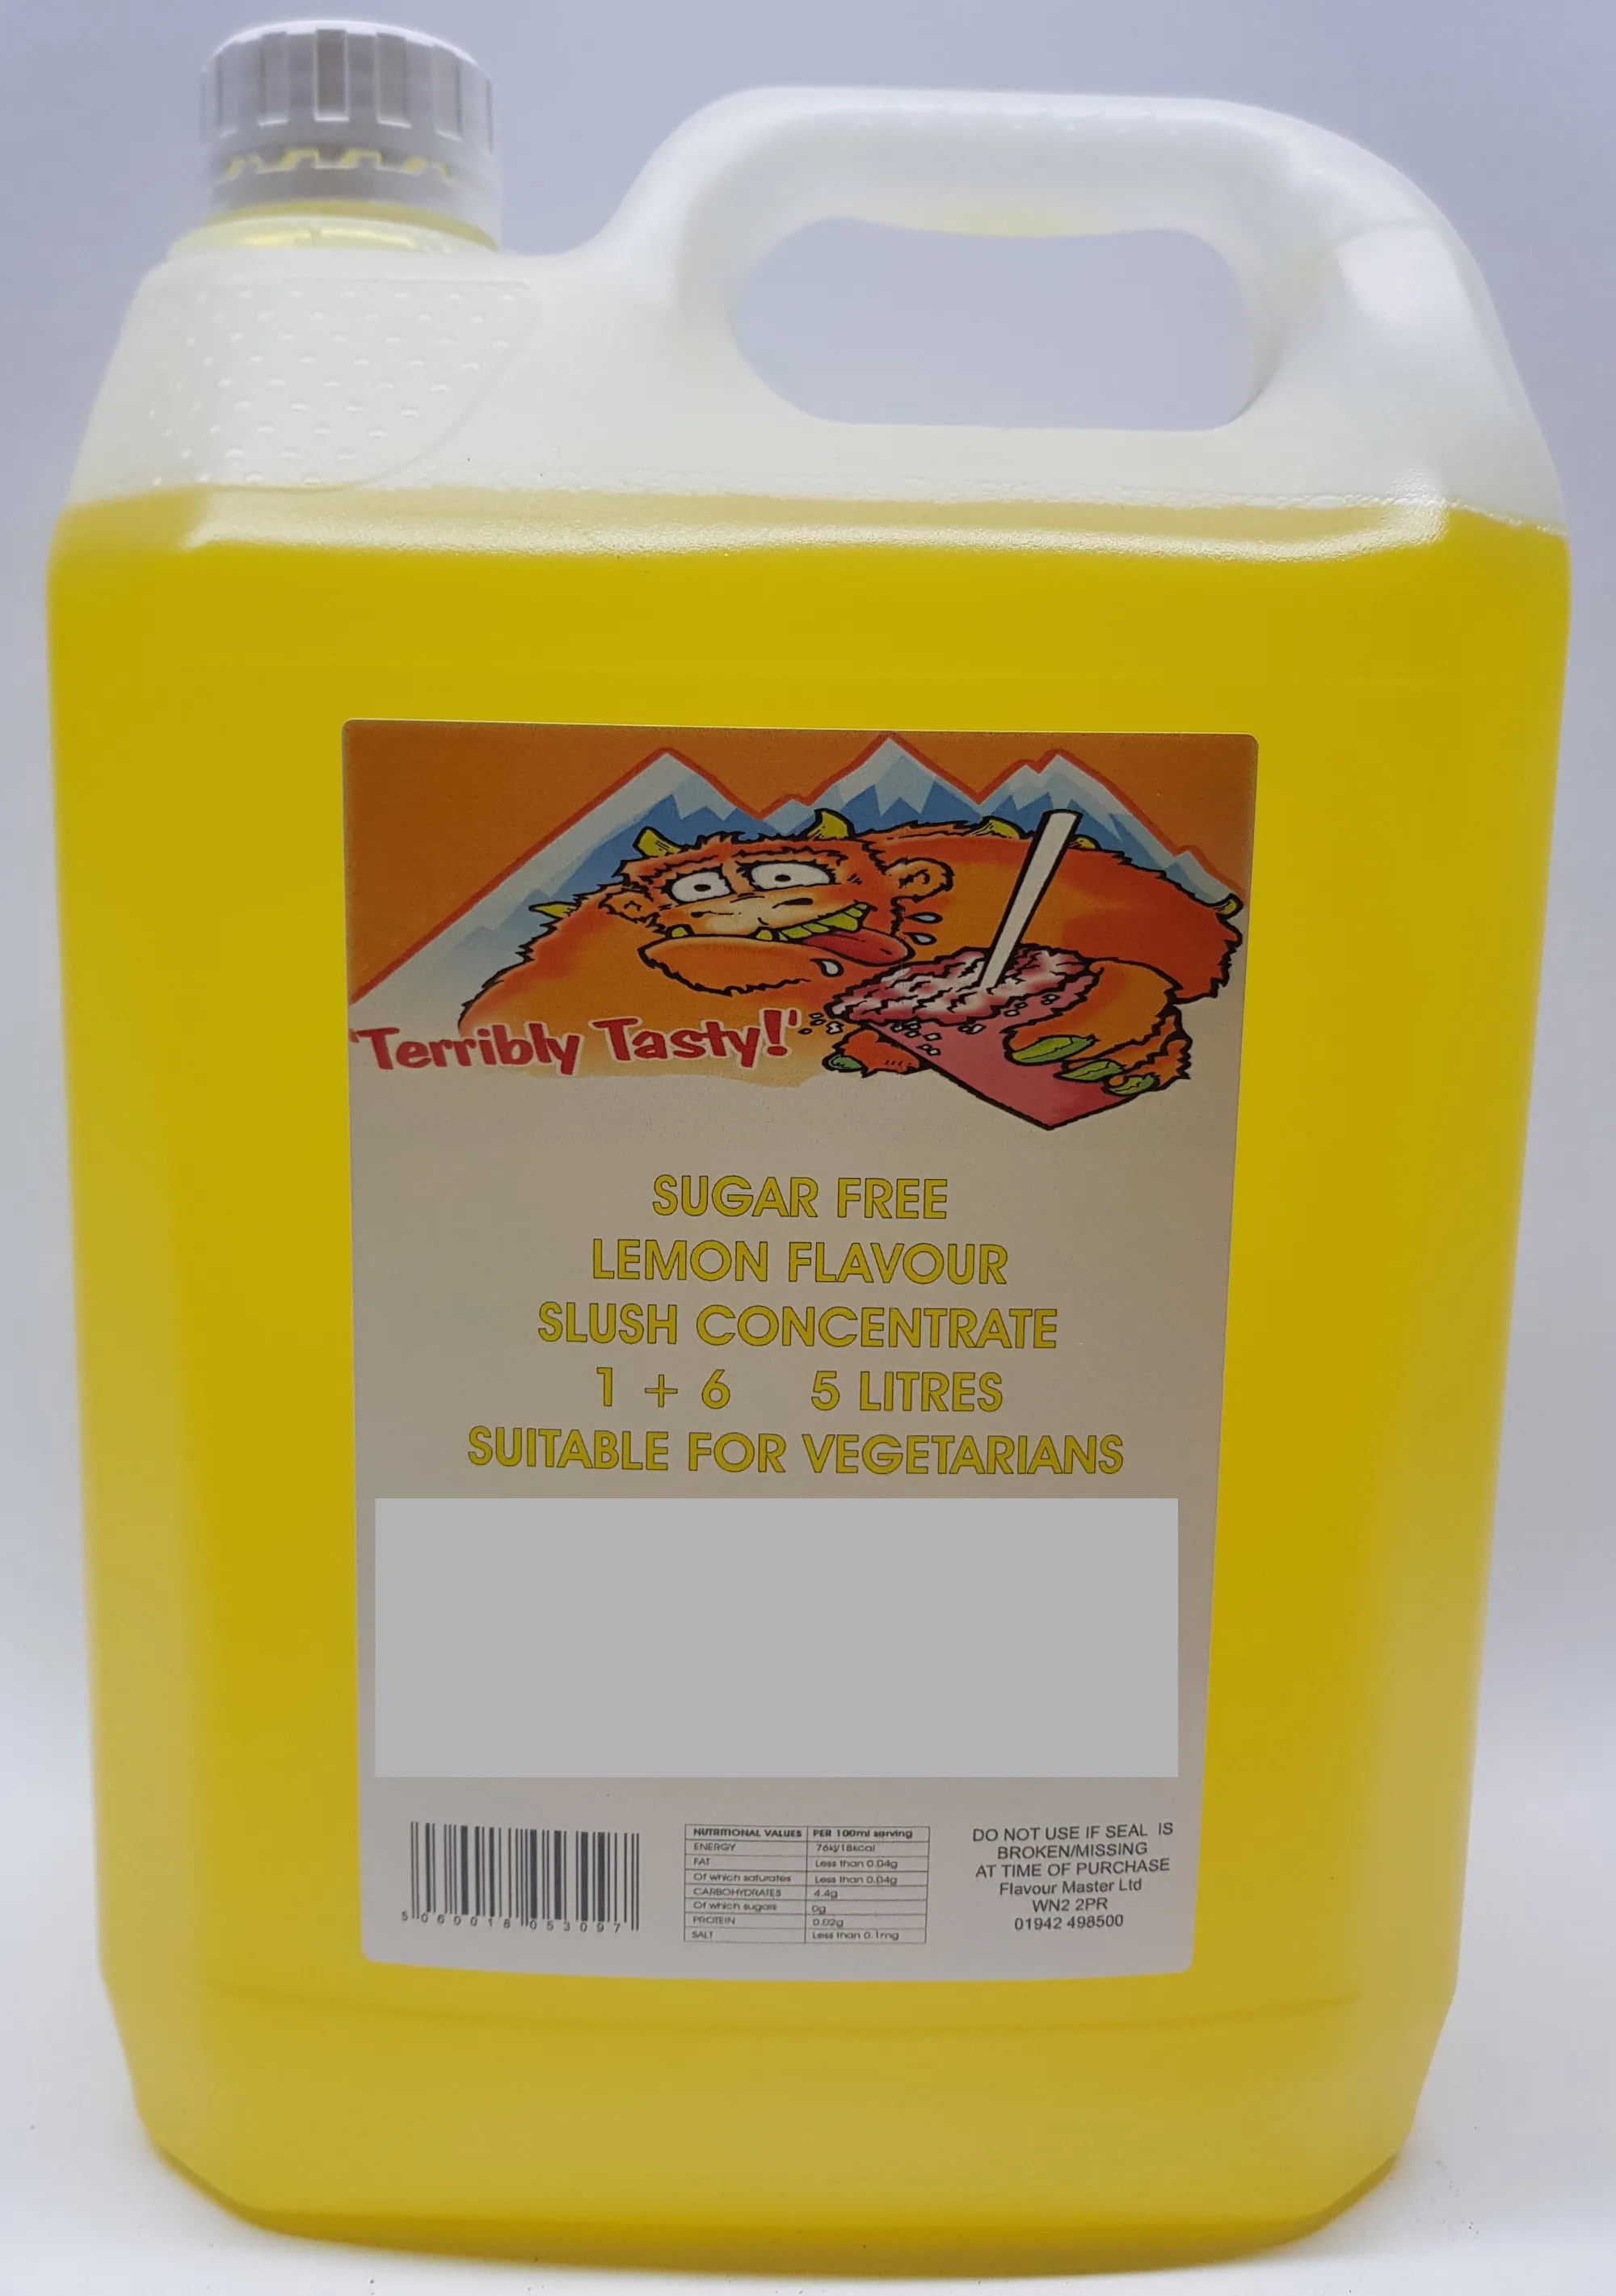 'Terribly Tasty!'
SUGAR FREE
LEMON FLAVOUR
SLUSH CONCENTRATE
1 + 6 5 LITRES
SUITABLE FOR VEGETARIANS
5 060018 053097
NUTRITIONAL VALUES PER 100ml serving
ENERGY 76kj/18kcal
FAT Less than 0.04g
Of which saturates Less than 0.04g
CARBOHYDRATES 4.4g
Of which sugars 0g
PROTEIN 0.02g
SALT Less than 0.1mg
DO NOT USE IF SEAL IS
BROKEN/MISSING
AT TIME OF PURCHASE
Flavour Master Ltd
WN2 2PR
01942 498500